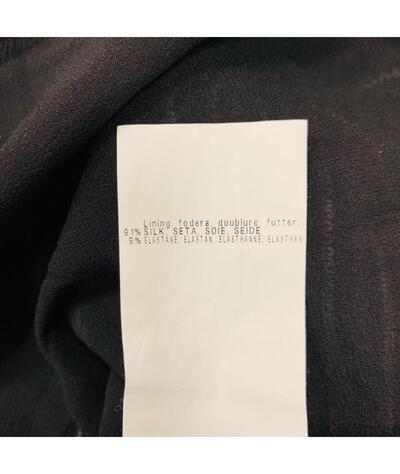 Lining, fodera, doublure, futter:
91% SILK, SETA, SOIE, SEIDE
9% ELASTANE, ELASTAN, ELASTHANNE, ELASTHAN